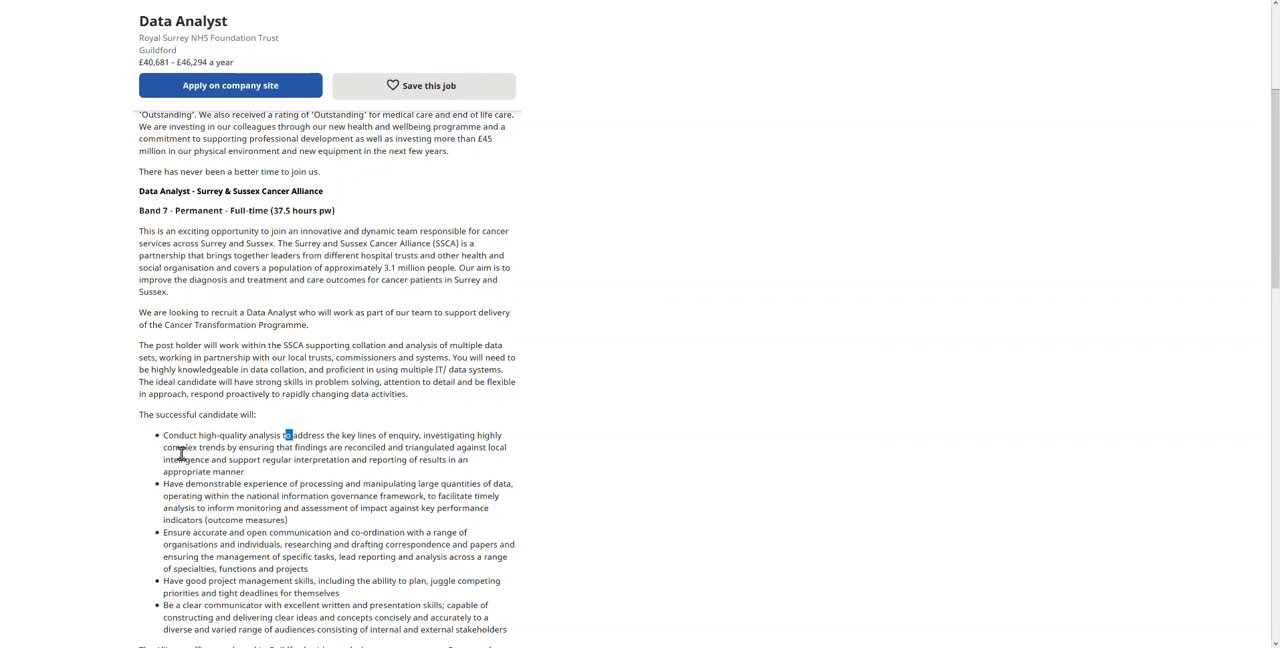 Data Analyst
Royal Surrey NHS Foundation Trust
Guildford
£40,681 - £46,294 a year
Apply on company site
Save this job
'Outstanding'. We also received a rating of 'Outstanding' for medical care and end of life care.
We are investing in our colleagues through our new health and wellbeing programme and a
commitment to supporting professional development as well as investing more than £45
million in our physical environment and new equipment in the next few years.
There has never been a better time to join us.
Data Analyst - Surrey & Sussex Cancer Alliance
Band 7 - Permanent - Full-time (37.5 hours pw)
This is an exciting opportunity to join an innovative and dynamic team responsible for cancer
services across Surrey and Sussex. The Surrey and Sussex Cancer Alliance (SSCA) is a
partnership that brings together leaders from different hospital trusts and other health and
social organisation and covers a population of approximately 3.1 million people. Our aim is to
improve the diagnosis and treatment and care outcomes for cancer patients in Surrey and
Sussex.
We are looking to recruit a Data Analyst who will work as part of our team to support delivery
of the Cancer Transformation Programme.
The post holder will work within the SSCA supporting collation and analysis of multiple data
sets, working in partnership with our local trusts, commissioners and systems. You will need to
be highly knowledgeable in data collation, and proficient in using multiple IT/ data systems.
The ideal candidate will have strong skills in problem solving, attention to detail and be flexible
in approach, respond proactively to rapidly changing data activities.
The successful candidate will:
• Conduct high-quality analysis to address the key lines of enquiry, investigating highly
complex trends by ensuring that findings are reconciled and triangulated against local
intelligence and support regular interpretation and reporting of results in an
appropriate manner
• Have demonstrable experience of processing and manipulating large quantities of data,
operating within the national information governance framework, to facilitate timely
analysis to inform monitoring and assessment of impact against key performance
indicators (outcome measures)
• Ensure accurate and open communication and co-ordination with a range of
organisations and individuals, researching and drafting correspondence and papers and
ensuring the management of specific tasks, lead reporting and analysis across a range
of specialties, functions and projects
• Have good project management skills, including the ability to plan, juggle competing
priorities and tight deadlines for themselves
• Be a clear communicator with excellent written and presentation skills; capable of
constructing and delivering clear ideas and concepts concisely and accurately to a
diverse and varied range of audiences consisting of internal and external stakeholders